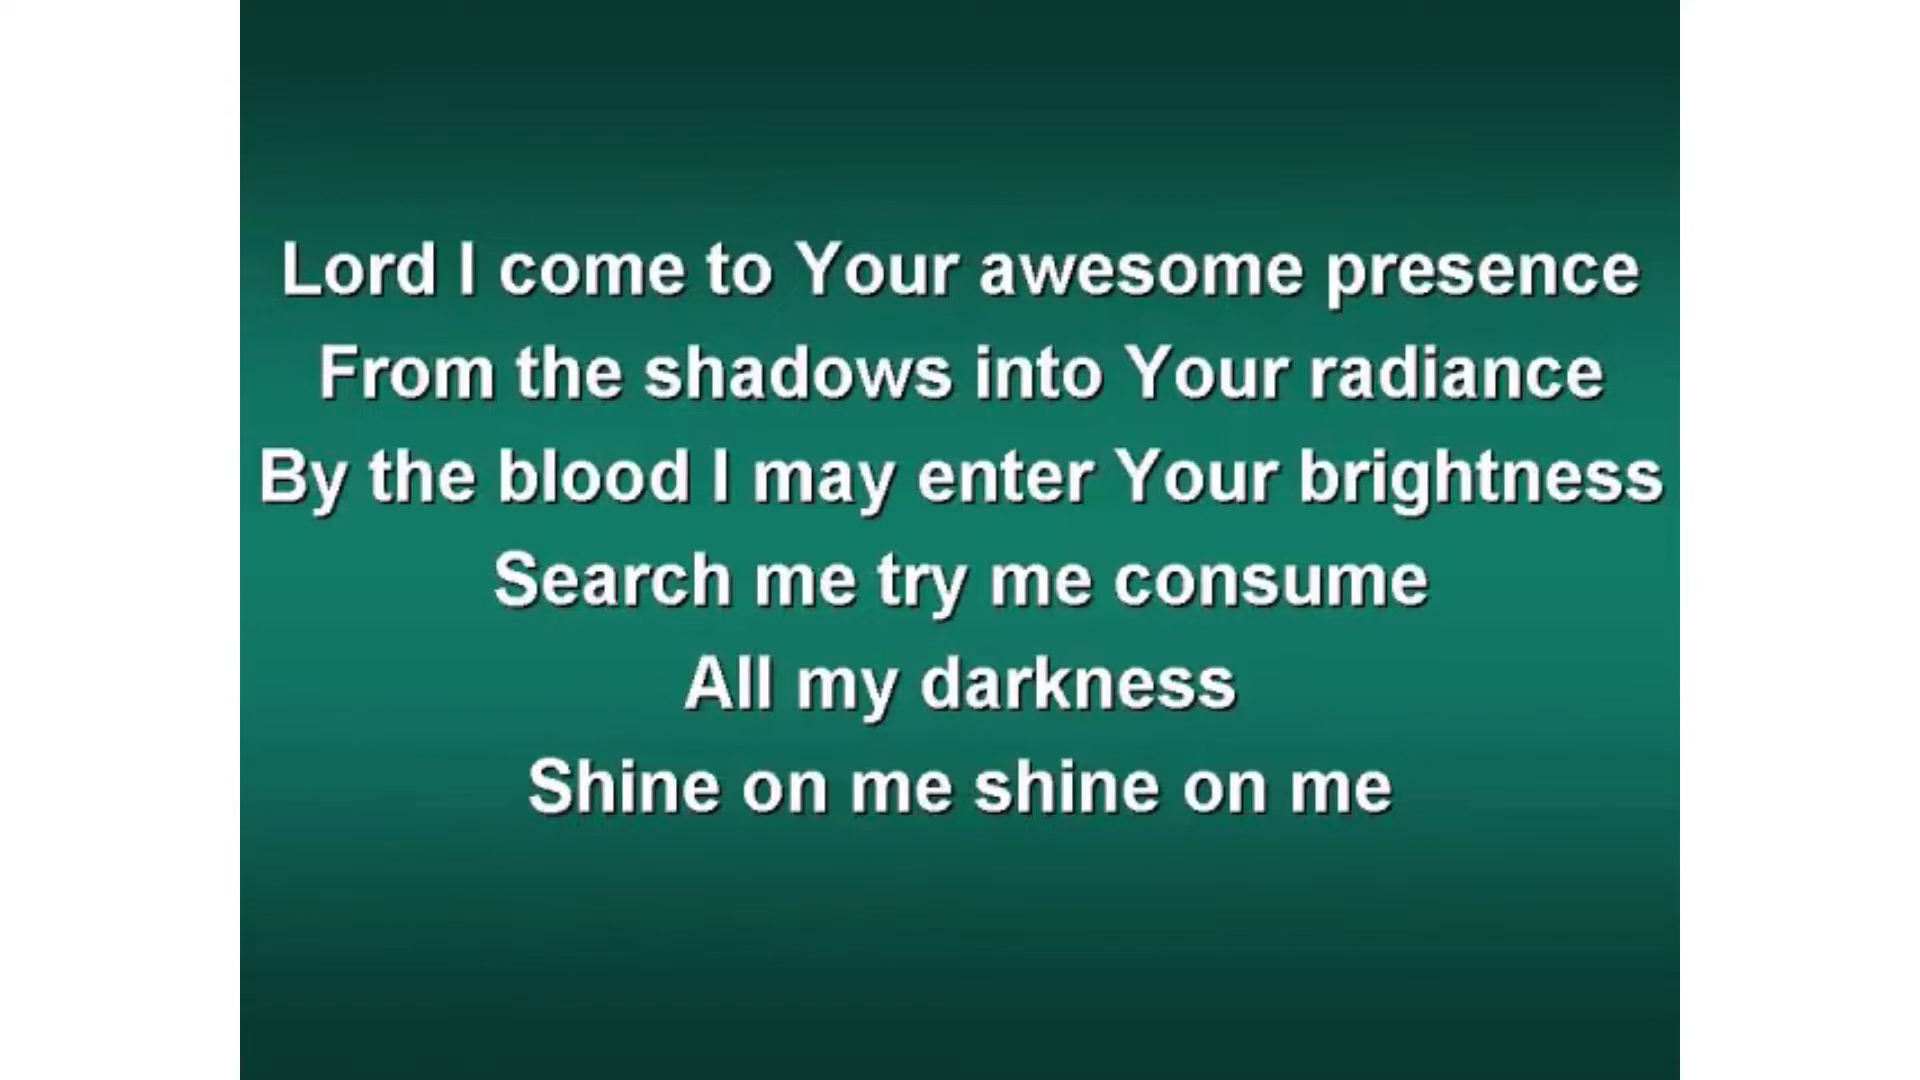 Lord I come to Your awesome presence
From the shadows into Your radiance
By the blood I may enter Your brightness
Search me try me consume
All my darkness
Shine on me shine on me